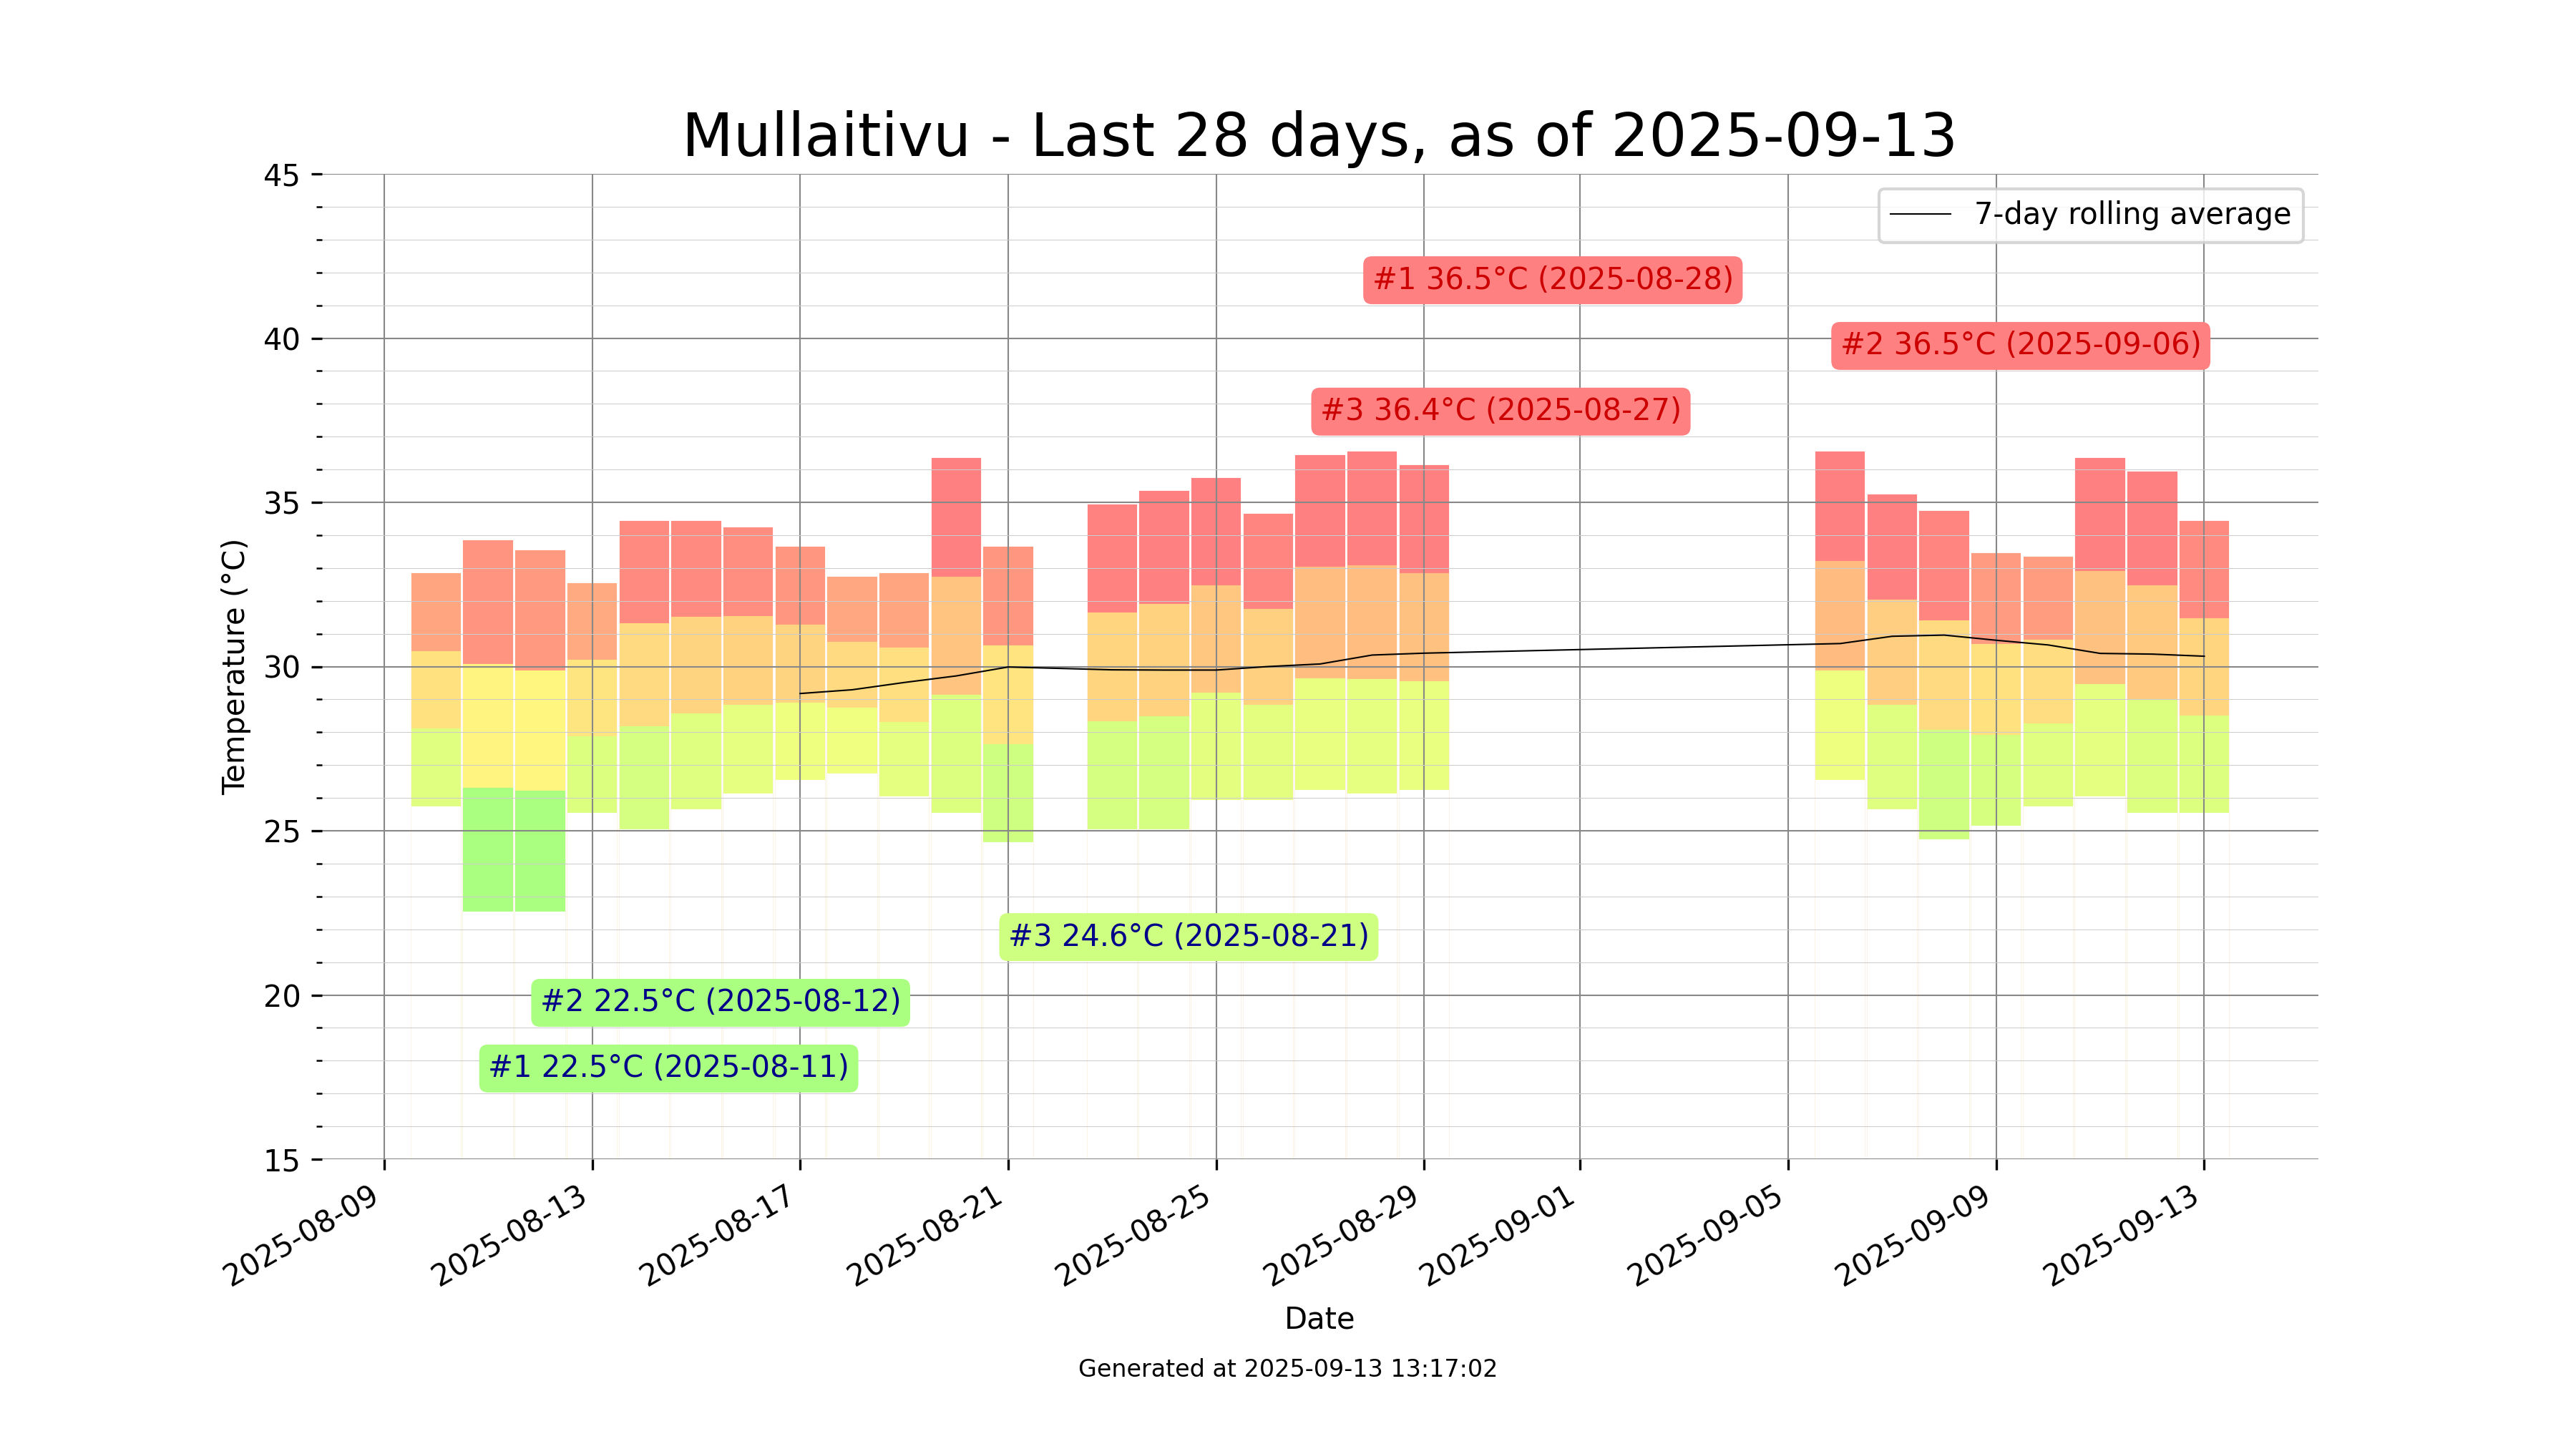 Mullaitivu - Last 28 days, as of 2025-09-13
7-day rolling average
45
40
35
30
25
20
15
Temperature (°C)
#1 36.5°C (2025-08-28)
#2 36.5°C (2025-09-06)
#3 36.4°C (2025-08-27)
#3 24.6°C (2025-08-21)
#2 22.5°C (2025-08-12)
#1 22.5°C (2025-08-11)
2025-08-09
2025-08-13
2025-08-17
2025-08-21
2025-08-25
2025-08-29
2025-09-01
2025-09-05
2025-09-09
2025-09-13
Date
Generated at 2025-09-13 13:17:02